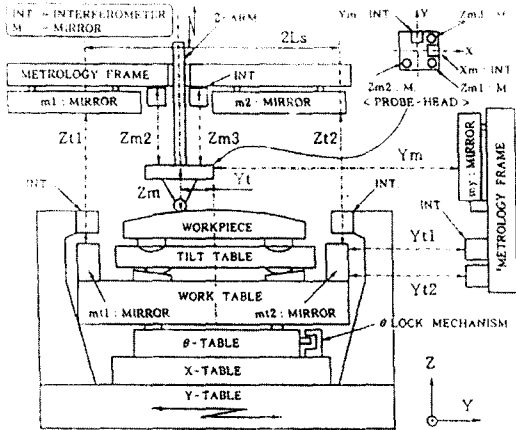 INT = INTERFEROMETER
M = MIRROR
Z-ARM
2Ls
METROLOGY FRAME
INT
m1 : MIRROR
m2 : MIRROR
Zt1
Zm2
Zm3
Zt2
Ym : INT
Y
Zm3 : M
X
Xm : INT
Zm2 : M
Zm1 : M
< PROBE-HEAD >
Zm
Yt
Ym
my : MIRROR
METROLOGY FRAME
INT
INT
INT
WORKPIECE
TILT TABLE
Yt1
WORK TABLE
Yt2
mt1 : MIRROR
mt2 : MIRROR
θ LOCK MECHANISM
θ-TABLE
X-TABLE
Y-TABLE
Z
Y